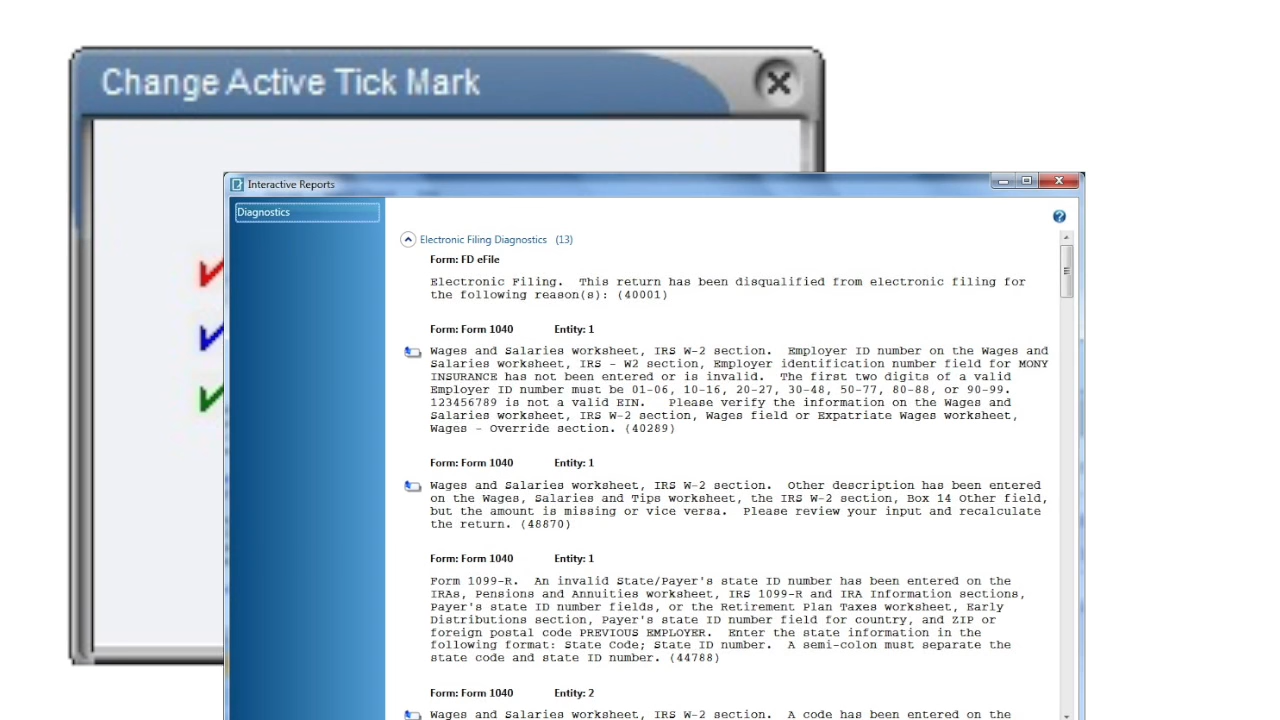 Change Active Tick Mark
Interactive Reports
Diagnostics
Electronic Filing Diagnostics (13)
Form: FD eFile
Electronic Filing. This return has been disqualified from electronic filing for
the following reason(s): (40001)
Form: Form 1040 Entity: 1
Wages and Salaries worksheet, IRS W-2 section. Employer ID number on the Wages and
Salaries worksheet, IRS - W2 section, Employer identification number field for MONY
INSURANCE has not been entered or is invalid. The first two digits of a valid
Employer ID number must be 01-06, 10-16, 20-27, 30-48, 50-77, 80-88, or 90-99.
123456789 is not a valid EIN. Please verify the information on the Wages and
Salaries worksheet, IRS W-2 section, Wages field or Expatriate Wages worksheet,
Wages - Override section. (40289)
Form: Form 1040 Entity: 1
Wages and Salaries worksheet, IRS W-2 section. Other description has been entered
on the Wages, Salaries and Tips worksheet, the IRS W-2 section, Box 14 Other field,
but the amount is missing or vice versa. Please review your input and recalculate
the return. (48870)
Form: Form 1040 Entity: 1
Form 1099-R. An invalid State/Payer's state ID number has been entered on the
IRAs, Pensions and Annuities worksheet, IRS 1099-R and IRA Information sections,
Payer's state ID number fields, or the Retirement Plan Taxes worksheet, Early
Distributions section, Payer's state ID number field for country, and ZIP or
foreign postal code PREVIOUS EMPLOYER. Enter the state information in the
following format: State Code; State ID number. A semi-colon must separate the
state code and state ID number. (44788)
Form: Form 1040 Entity: 2
Wages and Salaries worksheet, IRS W-2 section. A code has been entered on the